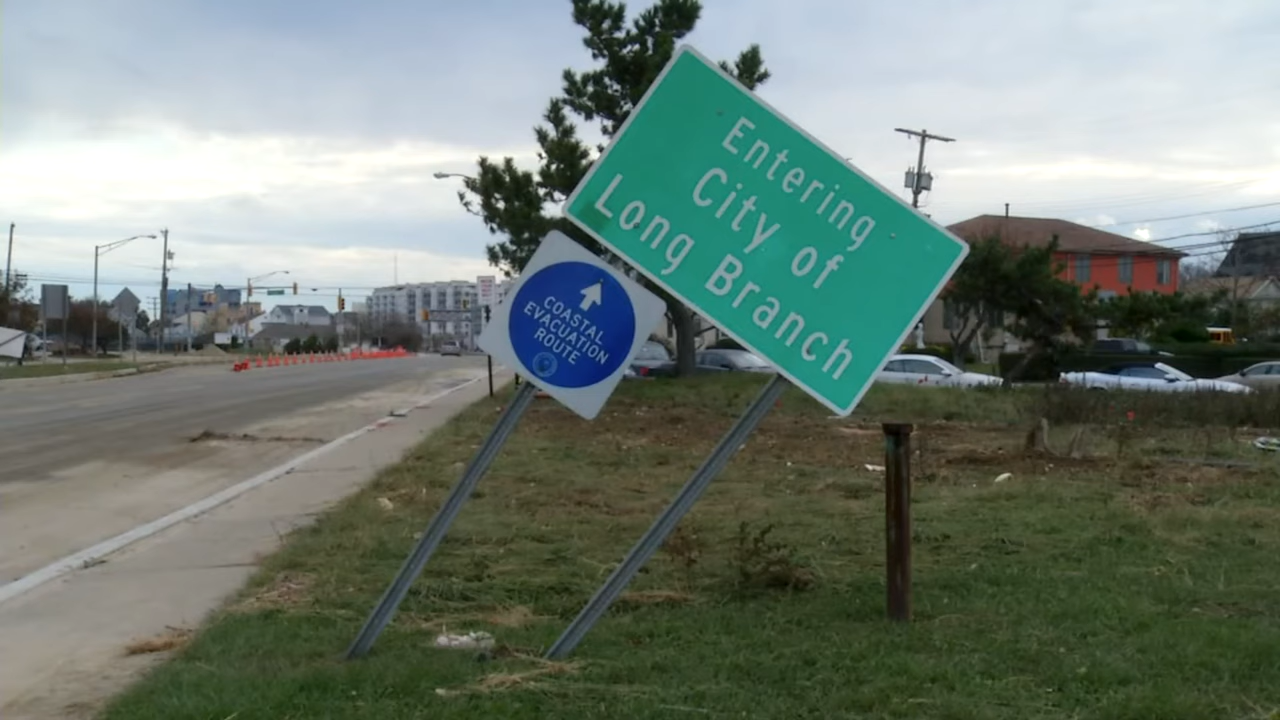 Entering
City of
Long Branch
COASTAL
EVACUATION
ROUTE